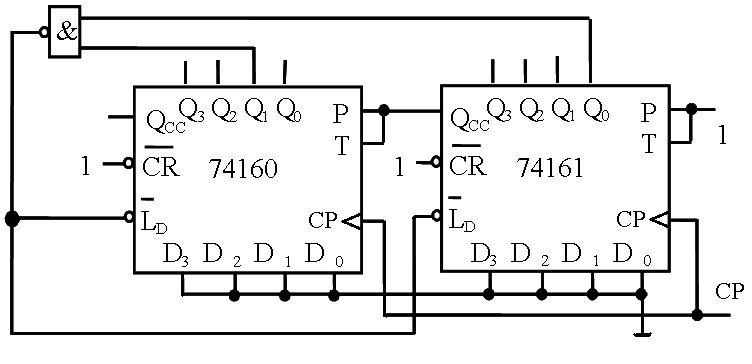 &
Q3 Q2 Q1 Q0 P
QCC T
1 CR 74160
LD CP
D3 D2 D1 D0
Q3 Q2 Q1 Q0 P
QCC T 1
1 CR 74161
LD CP
D3 D2 D1 D0
CP